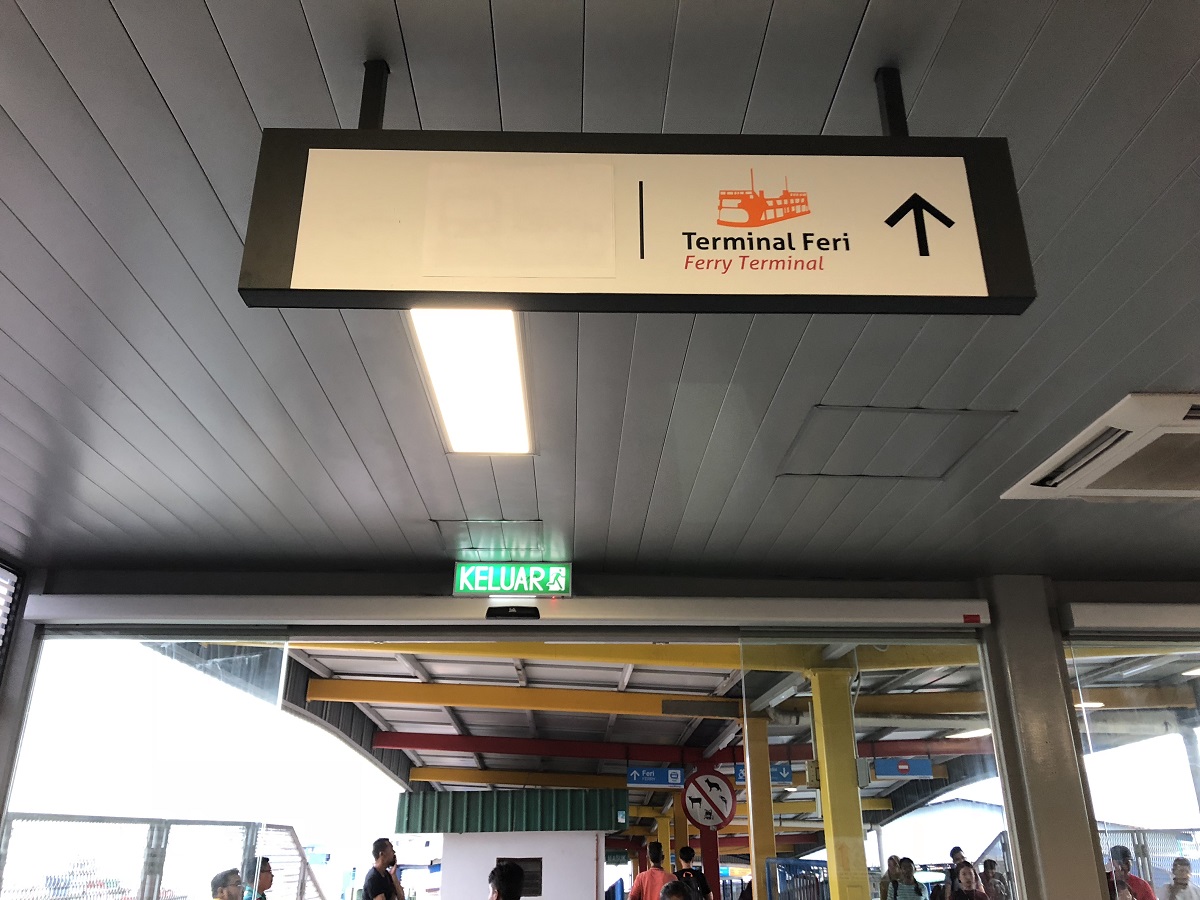 Terminal Feri
Ferry Terminal
KELUAR
Feri